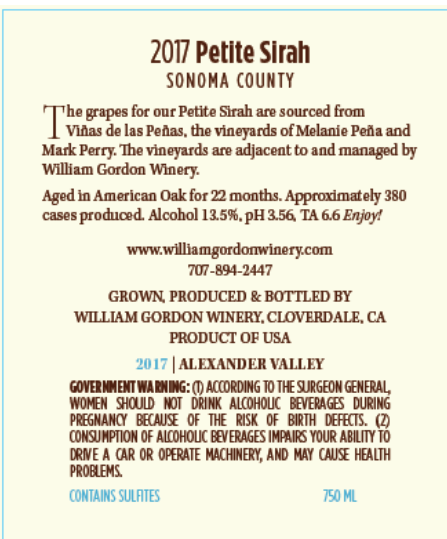 2017 Petite Sirah
SONOMA COUNTY
The grapes for our Petite Sirah are sourced from
Viñas de las Peñas, the vineyards of Melanie Peña and
Mark Perry. The vineyards are adjacent to and managed by
William Gordon Winery.
Aged in American Oak for 22 months. Approximately 380
cases produced. Alcohol 13.5%, pH 3.56, TA 6.6 Enjoy!
www.williamgordonwinery.com
707-894-2447
GROWN, PRODUCED & BOTTLED BY
WILLIAM GORDON WINERY, CLOVERDALE, CA
PRODUCT OF USA
2017 | ALEXANDER VALLEY
GOVERNMENT WARNING: (1) ACCORDING TO THE SURGEON GENERAL,
WOMEN SHOULD NOT DRINK ALCOHOLIC BEVERAGES DURING
PREGNANCY BECAUSE OF THE RISK OF BIRTH DEFECTS. (2)
CONSUMPTION OF ALCOHOLIC BEVERAGES IMPAIRS YOUR ABILITY TO
DRIVE A CAR OR OPERATE MACHINERY, AND MAY CAUSE HEALTH
PROBLEMS.
CONTAINS SULFITES 750 ML